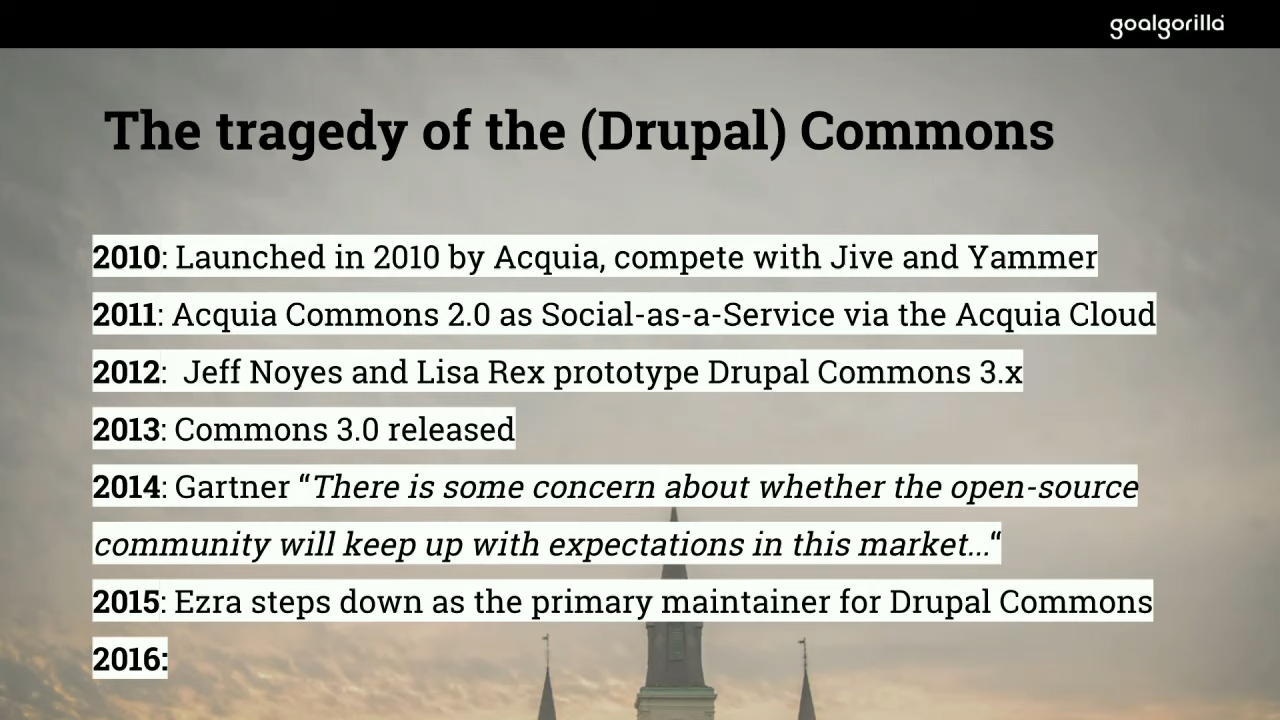 goalgorilla
The tragedy of the (Drupal) Commons
2010: Launched in 2010 by Acquia, compete with Jive and Yammer
2011: Acquia Commons 2.0 as Social-as-a-Service via the Acquia Cloud
2012:  Jeff Noyes and Lisa Rex prototype Drupal Commons 3.x
2013: Commons 3.0 released
2014: Gartner “There is some concern about whether the open-source
community will keep up with expectations in this market...“
2015: Ezra steps down as the primary maintainer for Drupal Commons
2016: